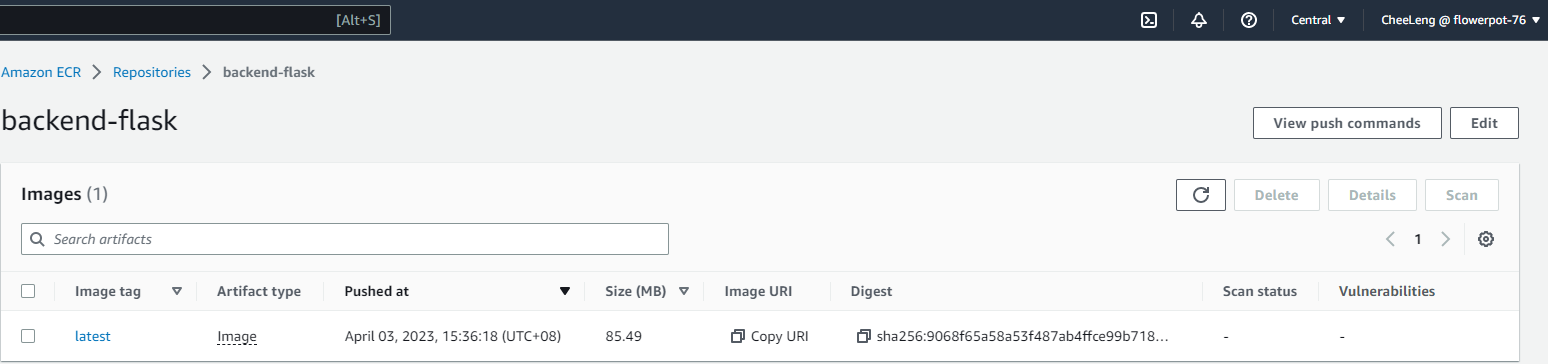 [Alt+S] Central CheeLeng @ flowerpot-76
Amazon ECR Repositories backend-flask
backend-flask
View push commands Edit
Images (1)
Delete Details Scan
Search artifacts
1
Image tag Artifact type Pushed at Size (MB) Image URI Digest Scan status Vulnerabilities
latest Image April 03, 2023, 15:36:18 (UTC+08) 85.49 Copy URI sha256:9068f65a58a53f487ab4ffce99b718... - -